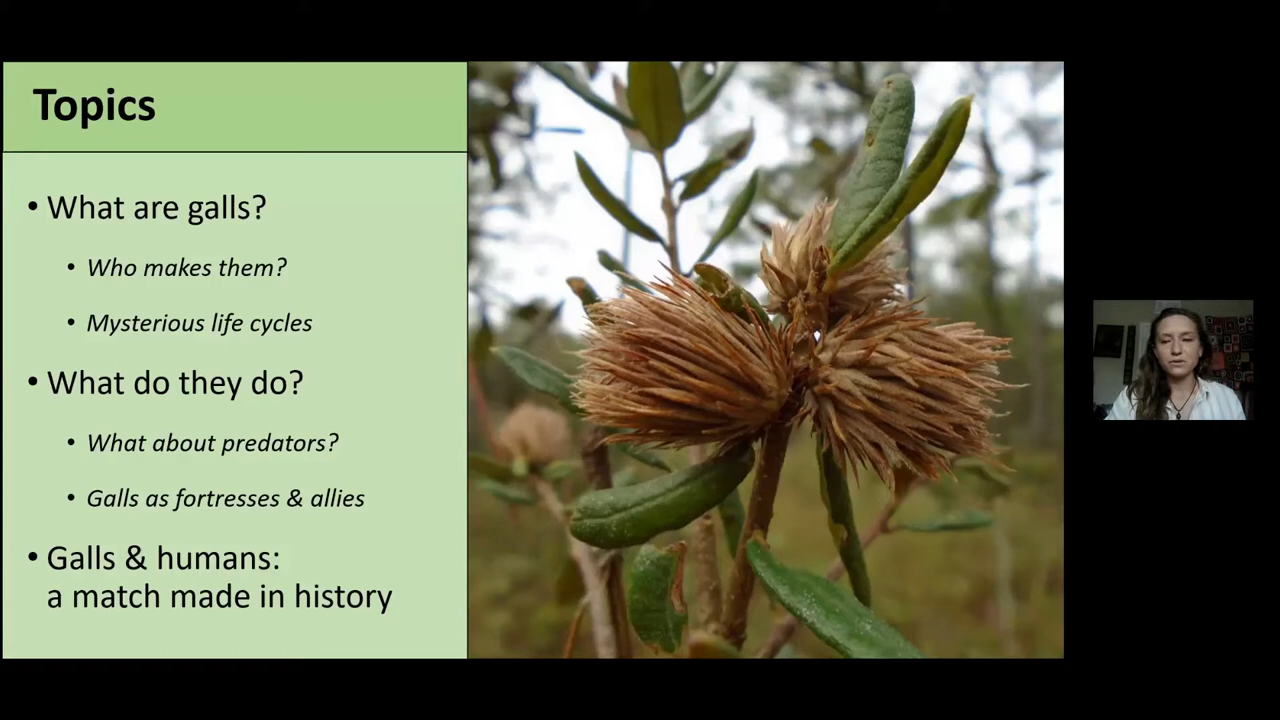 Topics
• What are galls?
• Who makes them?
• Mysterious life cycles
• What do they do?
• What about predators?
• Galls as fortresses & allies
• Galls & humans:
a match made in history